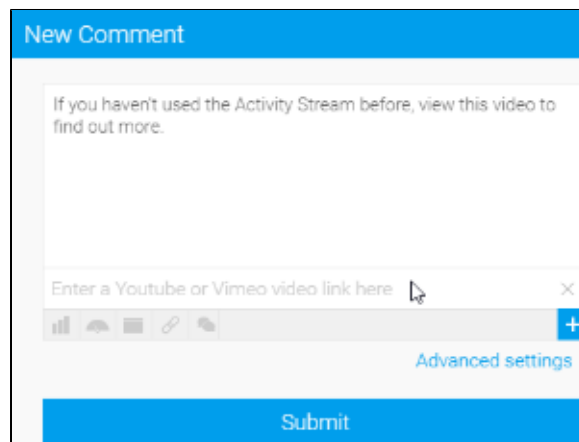 New Comment
If you haven't used the Activity Stream before, view this video to
find out more.
Enter a Youtube or Vimeo video link here
Advanced settings
Submit